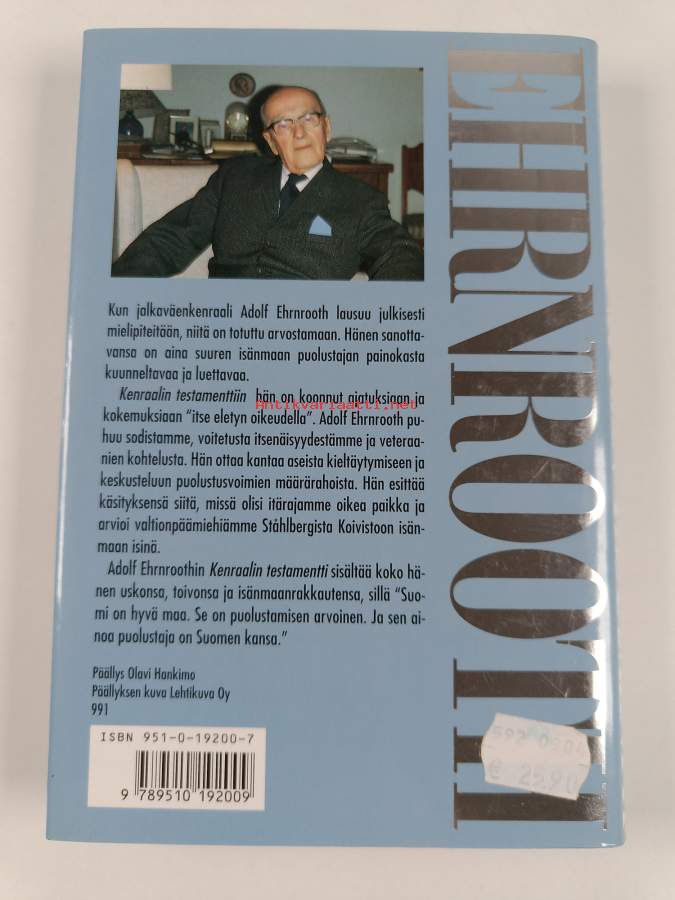 EHRNROOTH
Kun jalkaväenkenraali Adolf Ehrnrooth lausuu julkisesti
mielipiteitään, niitä on totuttu arvostamaan. Hänen sanotta-
vansa on aina suuren isänmaan puolustajan painokasta
kuunneltavaa ja luettavaa.
Kenraalin testamenttiin hän on koonnut ajatuksiaan ja
kokemuksiaan "itse eletyn oikeudella". Adolf Ehrnrooth pu-
huu sodistamme, voitetusta itsenäisyydestämme ja veteraa-
nien kohtelusta. Hän ottaa kantaa aseista kieltäytymiseen ja
keskusteluun puolustusvoimien määrärahoista. Hän esittää
käsityksensä siitä, missä olisi itärajamme oikea paikka ja
arvioi valtionpäämiehiämme Ståhlbergista Koivistoon isän-
maan isinä.
Adolf Ehrnroothin Kenraalin testamentti sisältää koko hä-
nen uskonsa, toivonsa ja isänmaanrakkautensa, sillä "Suo-
mi on hyvä maa. Se on puolustamisen arvoinen. Ja sen ai-
noa puolustaja on Suomen kansa."
Antikvariaatti.net
Päällys Olavi Hankimo
Päällyksen kuva Lehtikuva Oy
991
ISBN 951-0-19200-7
9 789510 192009
€ 25.90